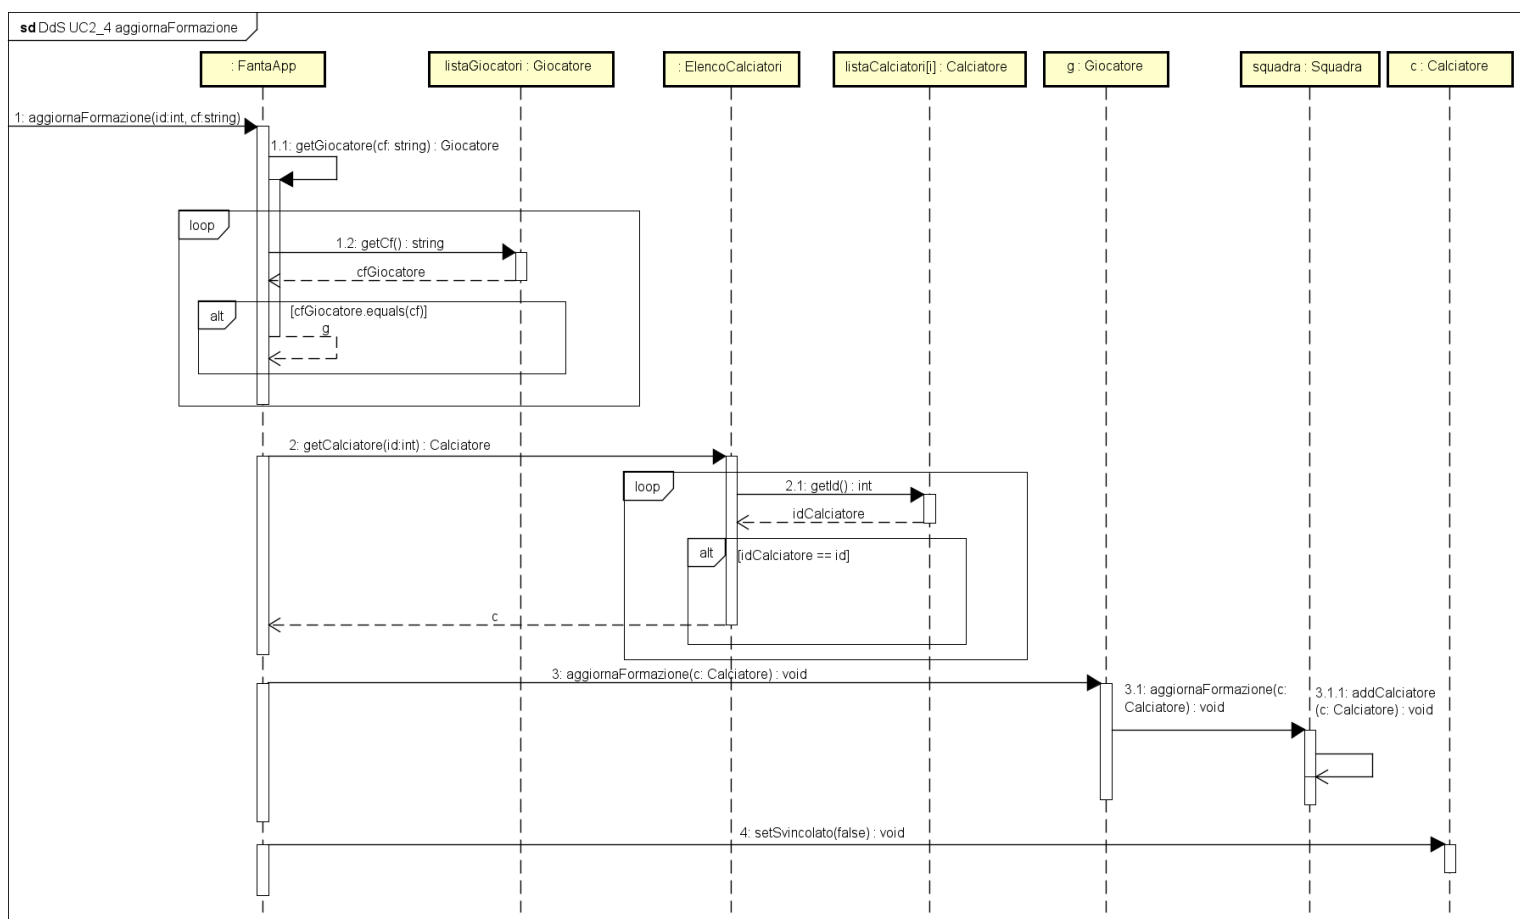 sd DdS UC2_4 aggiornaFormazione
: FantaApp
listaGiocatori : Giocatore
: ElencoCalciatori
listaCalciatori[i] : Calciatore
g : Giocatore
squadra : Squadra
c : Calciatore
1: aggiornaFormazione(id:int, cf:string)
1.1: getGiocatore(cf: string) : Giocatore
loop
1.2: getCf() : string
cfGiocatore
alt
[cfGiocatore.equals(cf)]
g
2: getCalciatore(id:int) : Calciatore
loop
2.1: getId() : int
idCalciatore
alt
[idCalciatore == id]
c
3: aggiornaFormazione(c: Calciatore) : void
3.1: aggiornaFormazione(c:
Calciatore) : void
3.1.1: addCalciatore
(c: Calciatore) : void
4: setSvincolato(false) : void